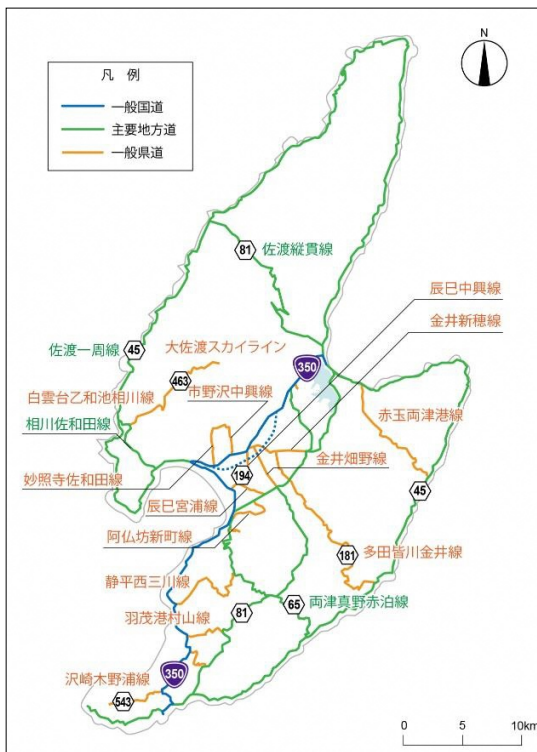 N
凡 例
一般国道
主要地方道
一般県道
81
佐渡縦貫線
辰巳中興線
金井新穂線
佐渡一周線
45
大佐渡スカイライン
350
463
市野沢中興線
白雲台乙和池相川線
赤玉両津港線
相川佐和田線
妙照寺佐和田線
194
金井畑野線
45
辰巳宮浦線
阿仏坊新町線
181
多田皆川金井線
静平西三川線
81
65
両津真野赤泊線
羽茂港村山線
沢崎木野浦線
350
543
0 5 10km